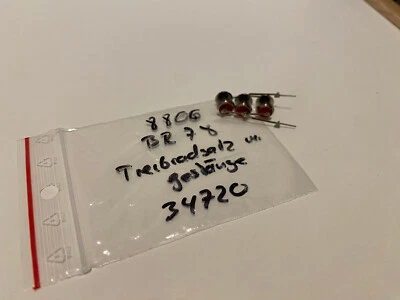 8806
BR 78
Treibradsatz u.
gestänge
34720